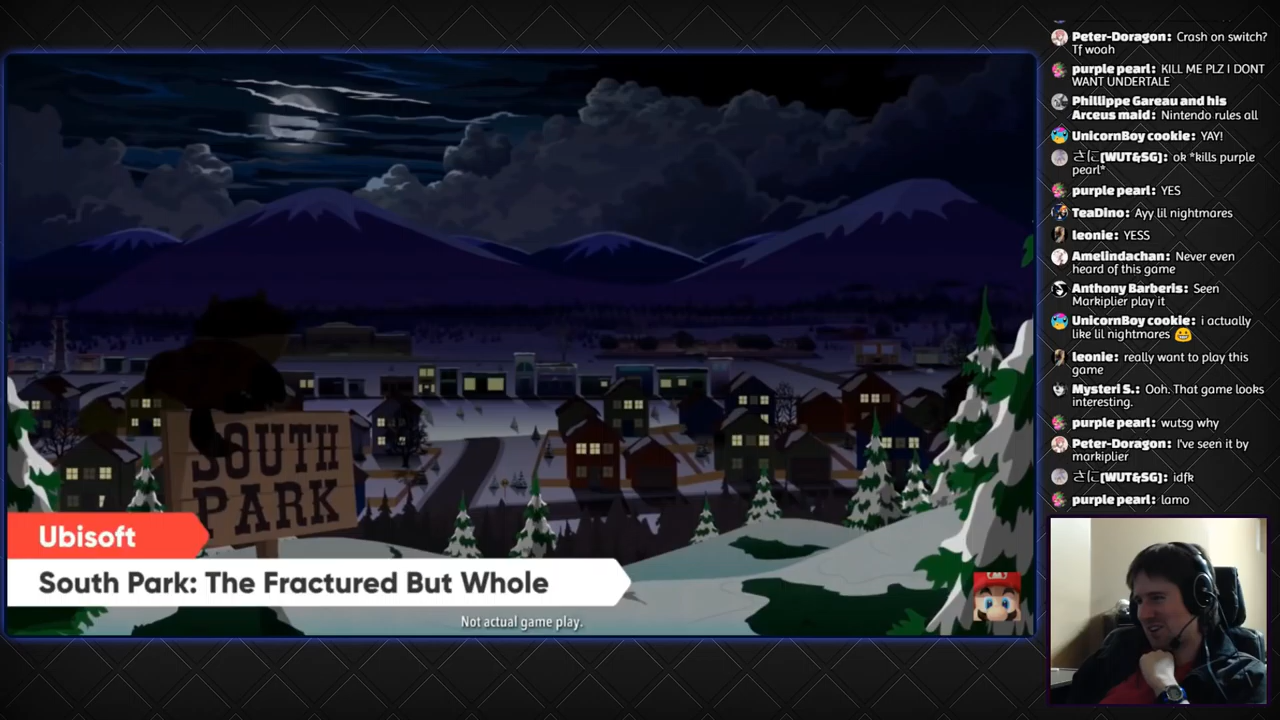 Peter-Doragon: Crash on switch?
Tf woah
purple pearl: KILL ME PLZ I DONT
WANT UNDERTALE
Phillippe Gareau and his
Arceus maid: Nintendo rules all
UnicornBoy cookie: YAY!
さに[WUT&SG]: ok *kills purple
pearl*
purple pearl: YES
TeaDino: Ayy lil nightmares
leonie: YESS
Amelindachan: Never even
heard of this game
Anthony Barberis: Seen
Markiplier play it
UnicornBoy cookie: i actually
like lil nightmares 😀
leonie: really want to play this
game
Mysteri S.: Ooh. That game looks
interesting.
purple pearl: wutsg why
Peter-Doragon: I've seen it by
markiplier
さに[WUT&SG]: idfk
purple pearl: lamo
SOUTH
PARK
Ubisoft
South Park: The Fractured But Whole
Not actual game play.